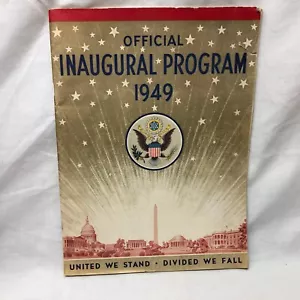 OFFICIAL
INAUGURAL PROGRAM
1949
UNITED WE STAND • DIVIDED WE FALL